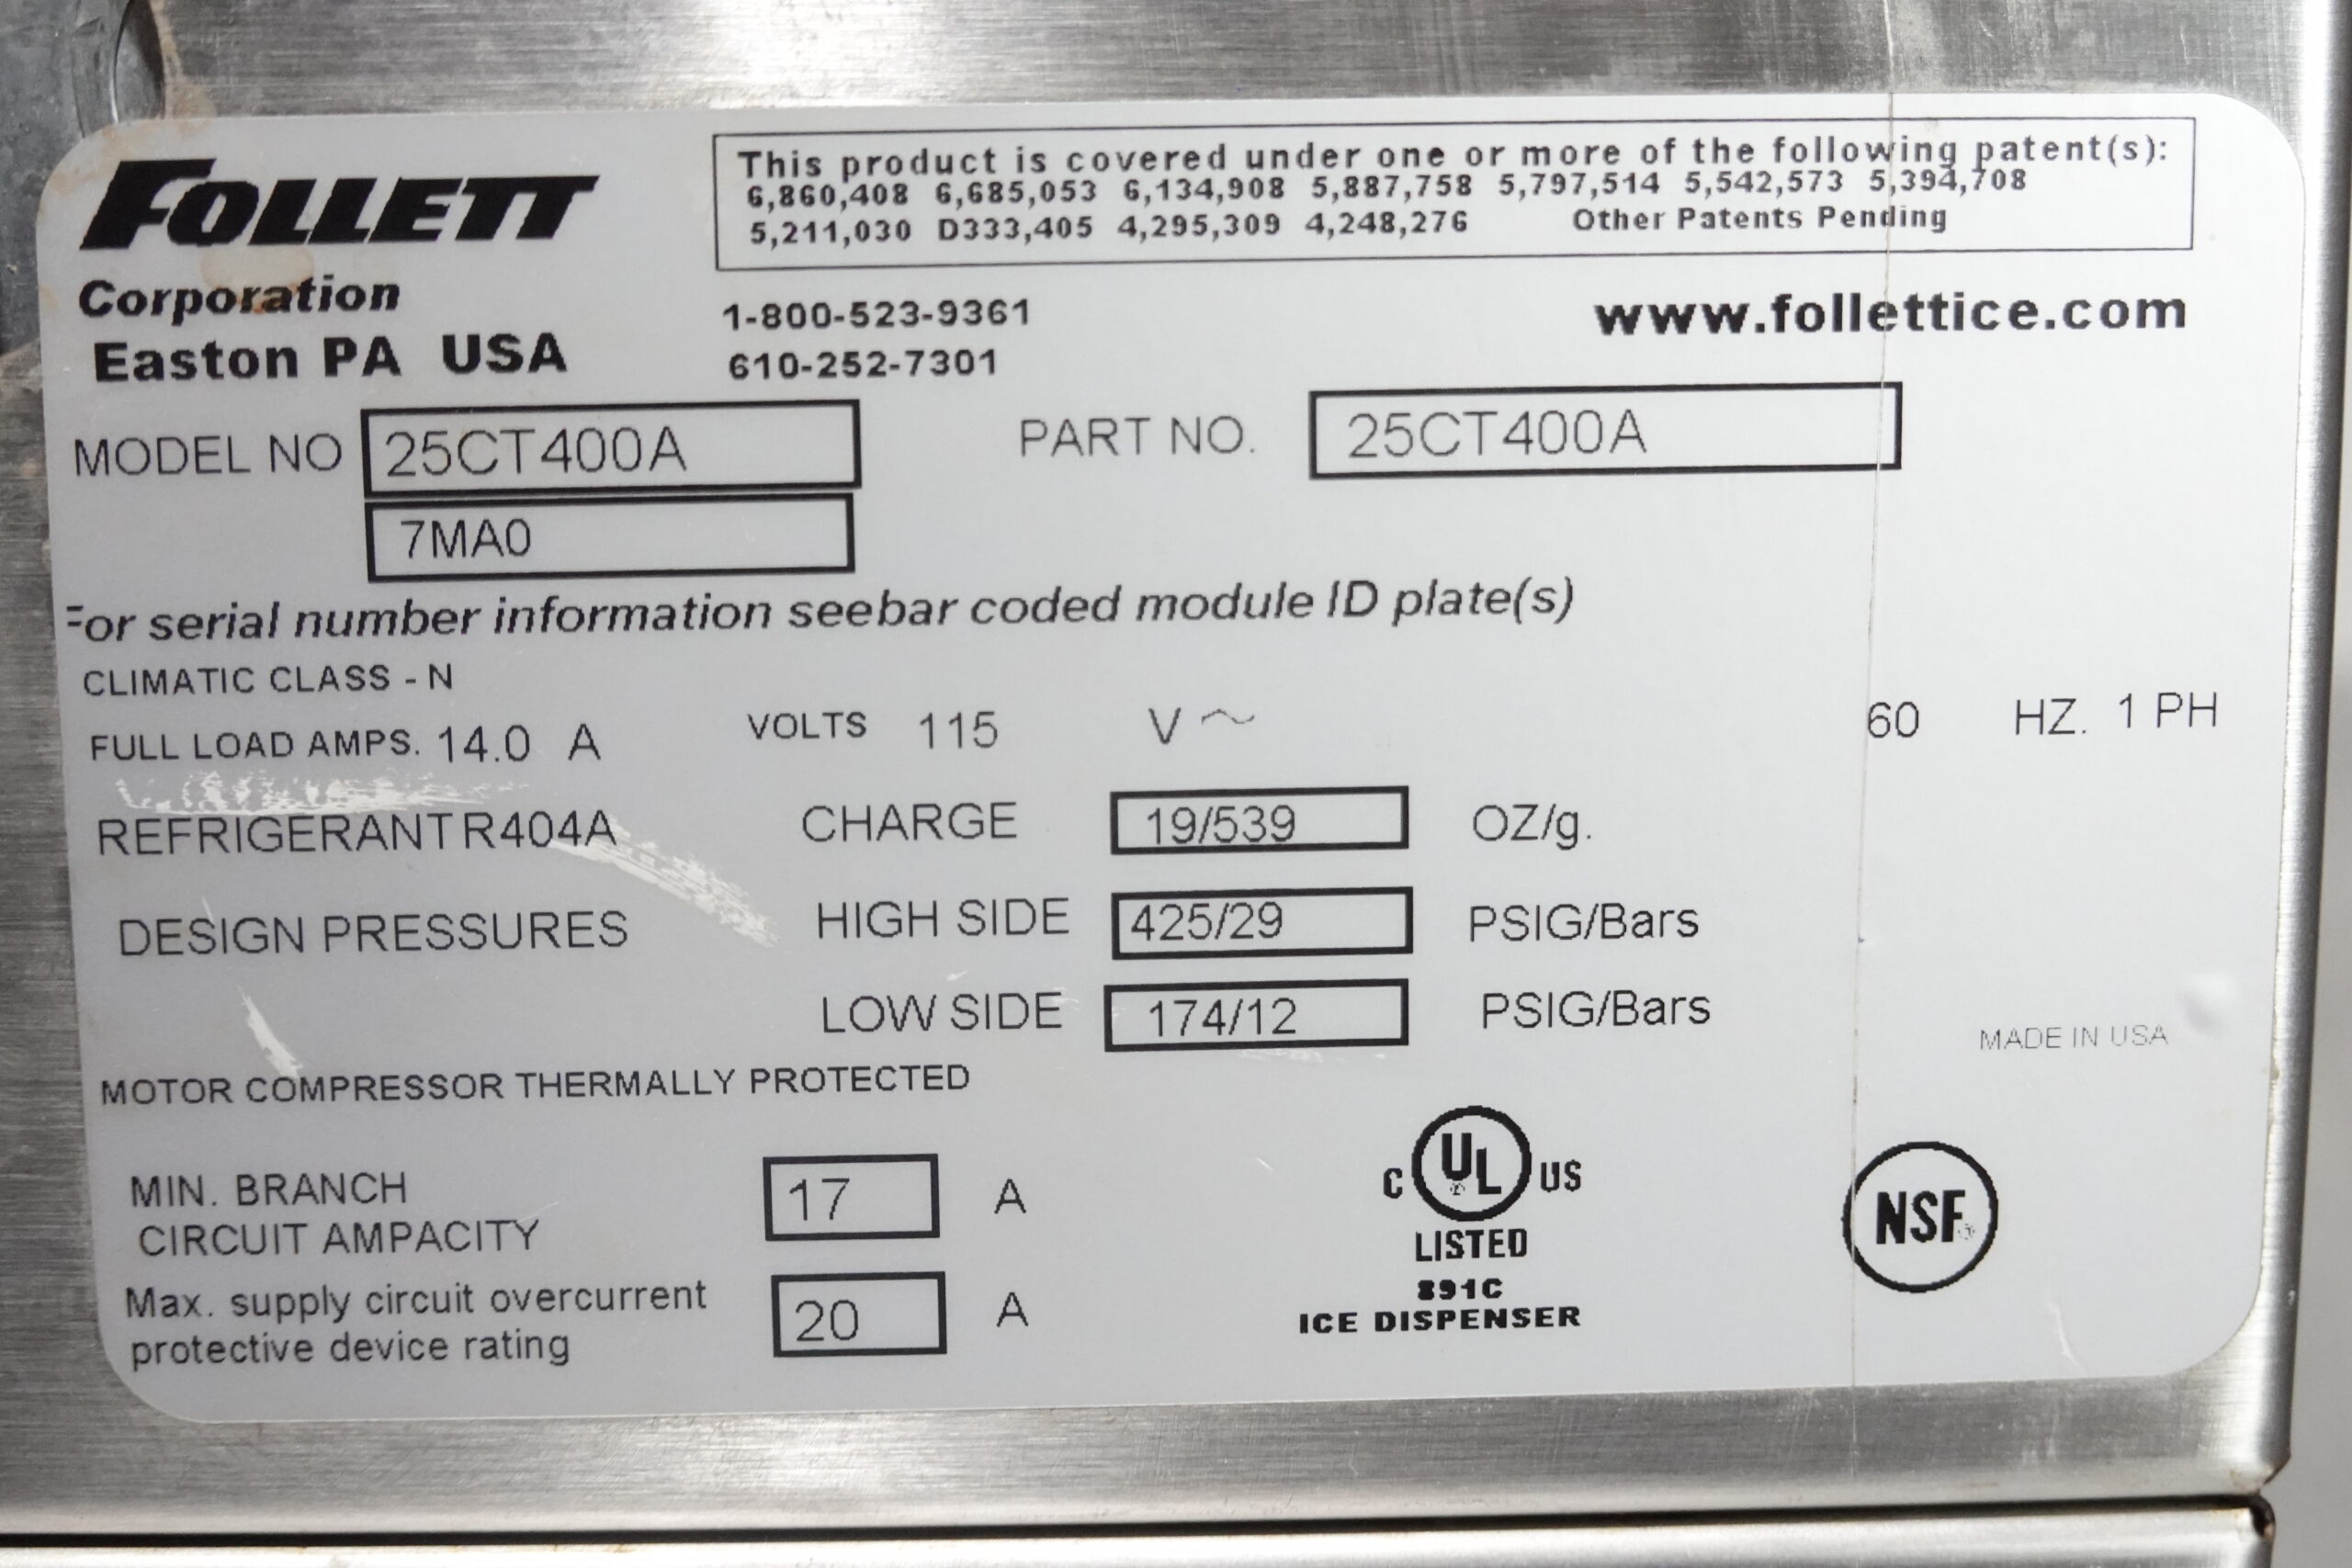 FOLLETT
Corporation
Easton PA USA
This product is covered under one or more of the following patent(s):
6,860,408 6,685,053 6,134,908 5,887,758 5,797,514 5,542,573 5,394,708
5,211,030 D333,405 4,295,309 4,248,276 Other Patents Pending
1-800-523-9361
610-252-7301
www.follettice.com
MODEL NO 25CT400A PART NO. 25CT400A
7MA0
For serial number information seebar coded module ID plate(s)
CLIMATIC CLASS - N
FULL LOAD AMPS. 14.0 A VOLTS 115 V ~ 60 HZ. 1 PH
REFRIGERANT R404A CHARGE 19/539 OZ/g.
DESIGN PRESSURES HIGH SIDE 425/29 PSIG/Bars
LOW SIDE 174/12 PSIG/Bars
MADE IN USA
MOTOR COMPRESSOR THERMALLY PROTECTED
MIN. BRANCH
CIRCUIT AMPACITY 17 A
Max. supply circuit overcurrent
protective device rating 20 A
C UL US
LISTED
891C
ICE DISPENSER
NSF®